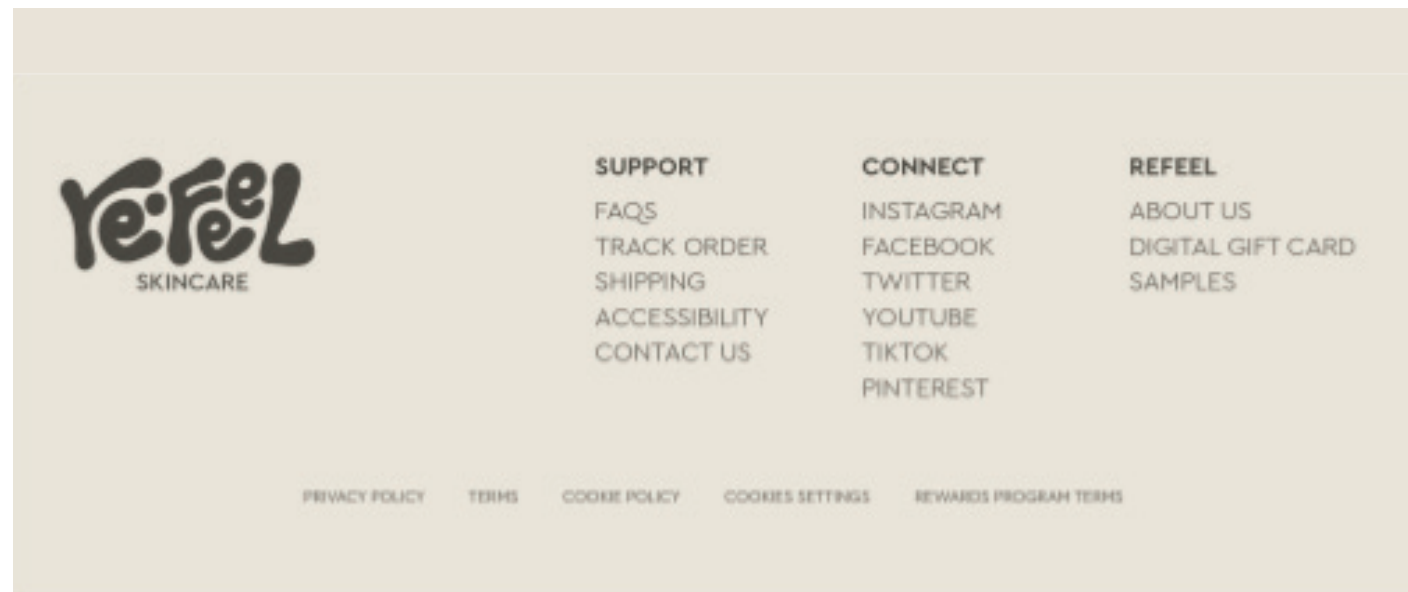 re:Feel
SKINCARE
SUPPORT
FAQS
TRACK ORDER
SHIPPING
ACCESSIBILITY
CONTACT US
CONNECT
INSTAGRAM
FACEBOOK
TWITTER
YOUTUBE
TIKTOK
PINTEREST
REFEEL
ABOUT US
DIGITAL GIFT CARD
SAMPLES
PRIVACY POLICY TERMS COOKIE POLICY COOKIES SETTINGS REWARDS PROGRAM TERMS